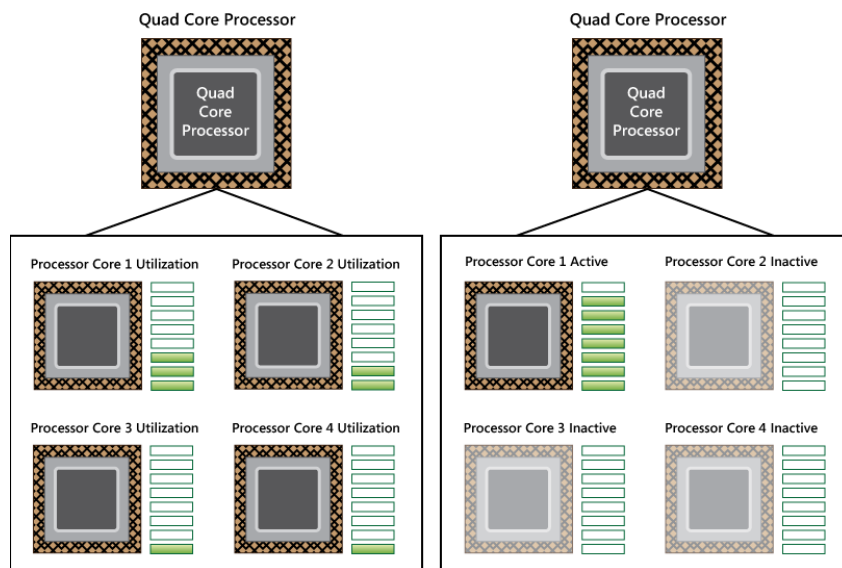 Quad Core Processor
Quad Core Processor
Quad
Core
Processor
Quad
Core
Processor
Processor Core 1 Utilization
Processor Core 2 Utilization
Processor Core 3 Utilization
Processor Core 4 Utilization
Processor Core 1 Active
Processor Core 2 Inactive
Processor Core 3 Inactive
Processor Core 4 Inactive